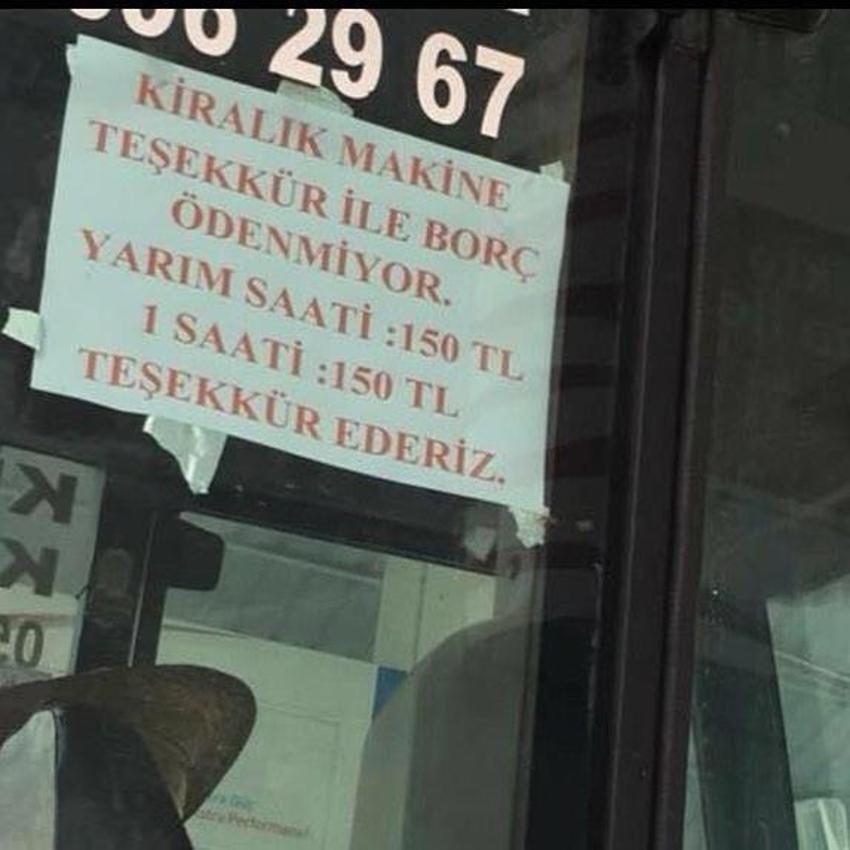 29 67
KİRALIK MAKİNE
TEŞEKKÜR İLE BORÇ
ÖDENMİYOR.
YARIM SAATİ :150 TL
1 SAATİ :150 TL
TEŞEKKÜR EDERİZ.
K
K
05